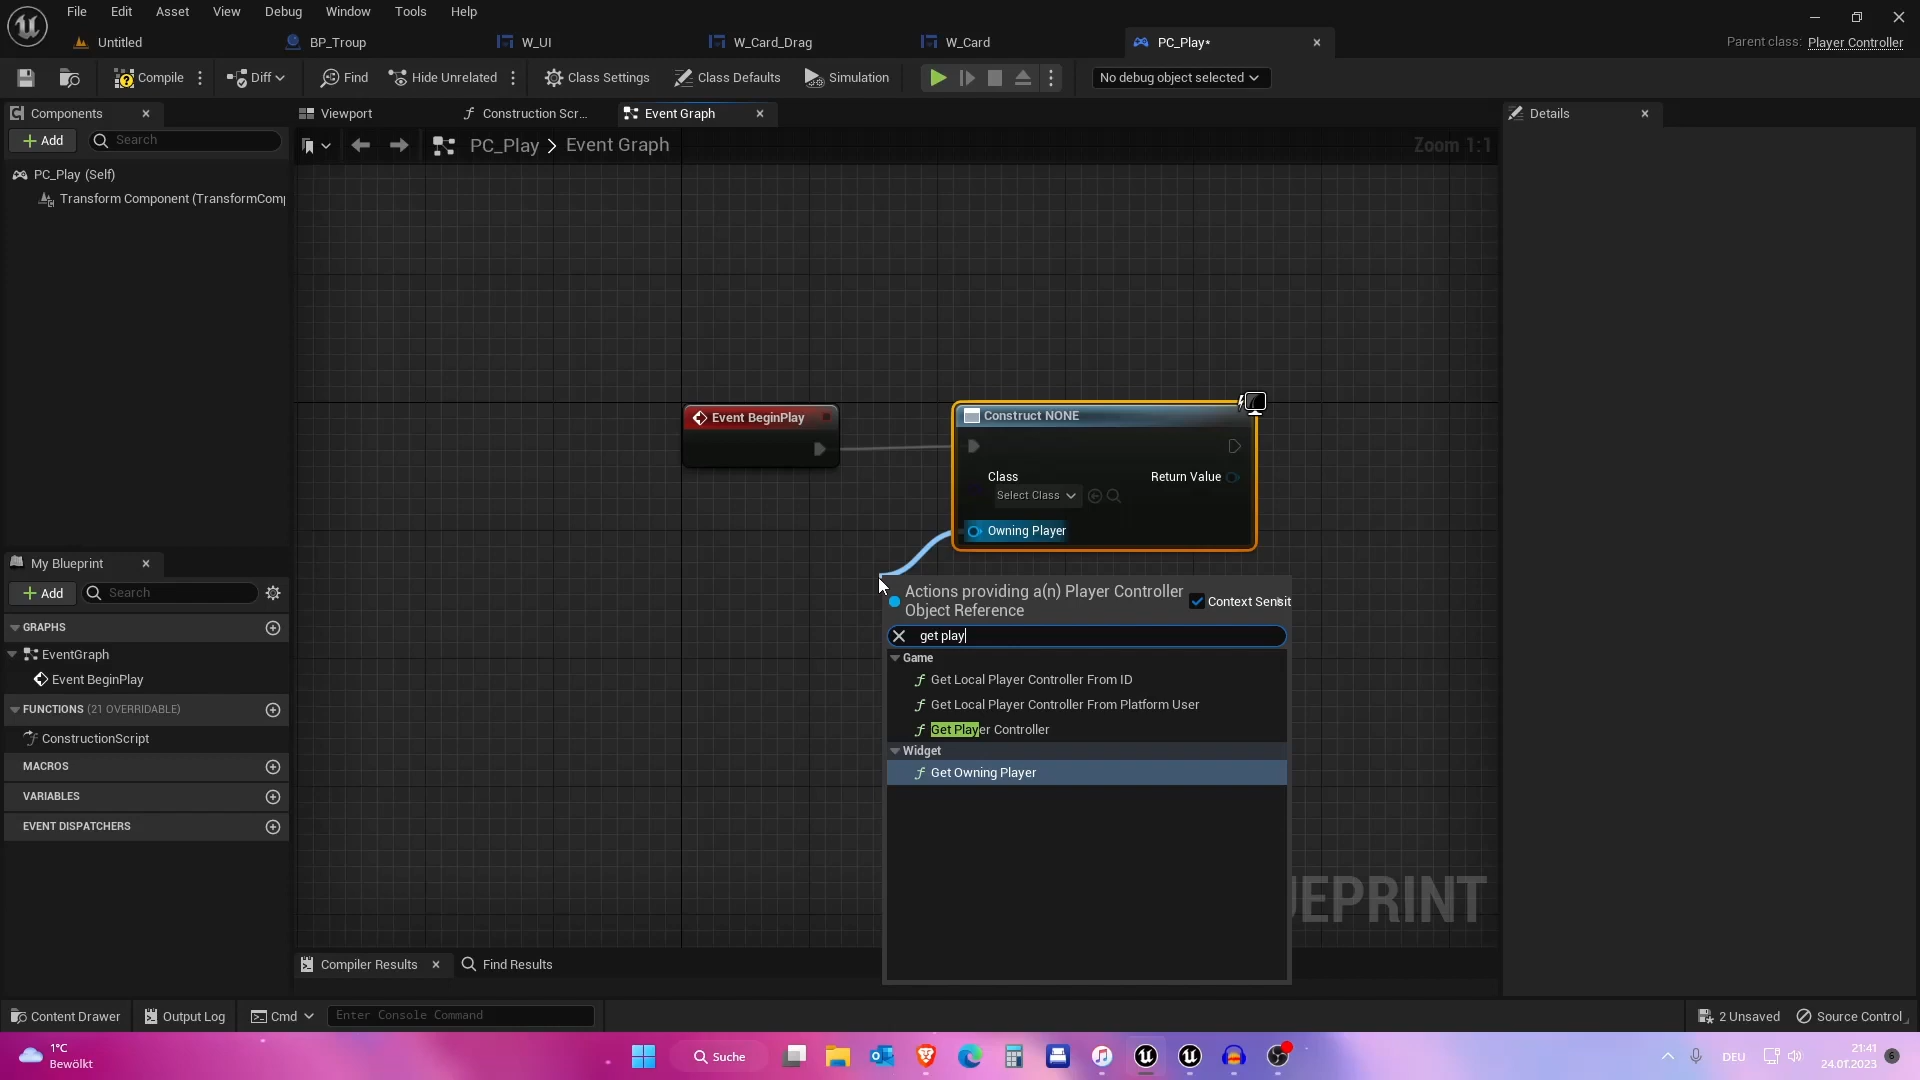 File Edit Asset View Debug Window Tools Help
Untitled BP_Troup W_UI W_Card_Drag W_Card PC_Play* Parent class: Player Controller
Compile Diff Find Hide Unrelated Class Settings Class Defaults Simulation No debug object selected
Components Viewport Construction Scr... Event Graph Details
Add Search PC_Play > Event Graph Zoom 1:1
PC_Play (Self)
Transform Component (TransformComp
Event BeginPlay
Construct NONE
Class
Select Class
Return Value
Owning Player
Actions providing a(n) Player Controller
Object Reference
Context Sensit
get play
Game
Get Local Player Controller From ID
Get Local Player Controller From Platform User
Get Player Controller
Widget
Get Owning Player
UEPRINT
My Blueprint
Add Search
GRAPHS
EventGraph
Event BeginPlay
FUNCTIONS (21 OVERRIDABLE)
ConstructionScript
MACROS
VARIABLES
EVENT DISPATCHERS
Compiler Results Find Results
Content Drawer Output Log Cmd Enter Console Command 2 Unsaved Source Control
1°C
Bewölkt
Suche
DEU
21:41
24.01.2023
6